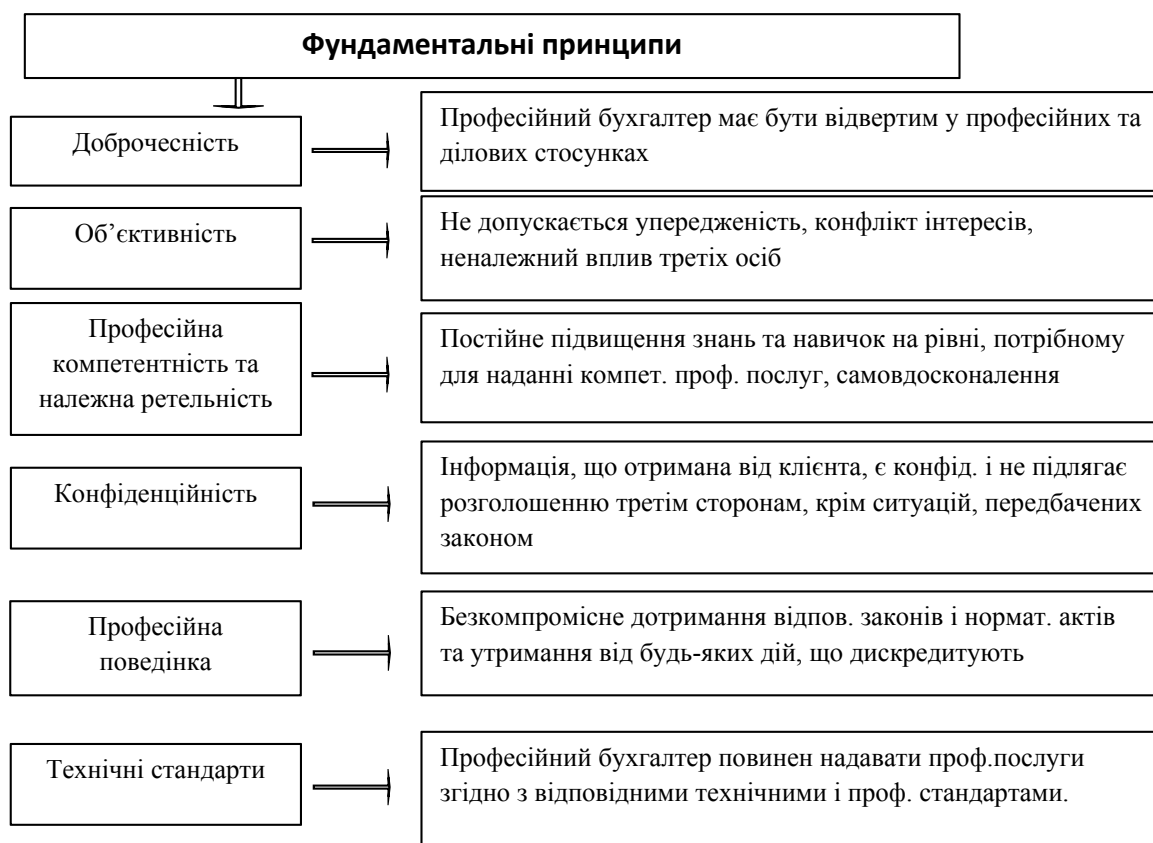 Фундаментальні принципи
Доброчесність
Професійний бухгалтер має бути відвертим у професійних та
ділових стосунках
Об’єктивність
Не допускається упередженість, конфлікт інтересів,
неналежний вплив третіх осіб
Професійна
компетентність та
належна ретельність
Постійне підвищення знань та навичок на рівні, потрібному
для наданні компет. проф. послуг, самовдосконалення
Конфіденційність
Інформація, що отримана від клієнта, є конфід. і не підлягає
розголошенню третім сторонам, крім ситуацій, передбачених
законом
Професійна
поведінка
Безкомпромісне дотримання відпов. законів і нормат. актів
та утримання від будь-яких дій, що дискредитують
Технічні стандарти
Професійний бухгалтер повинен надавати проф.послуги
згідно з відповідними технічними і проф. стандартами.